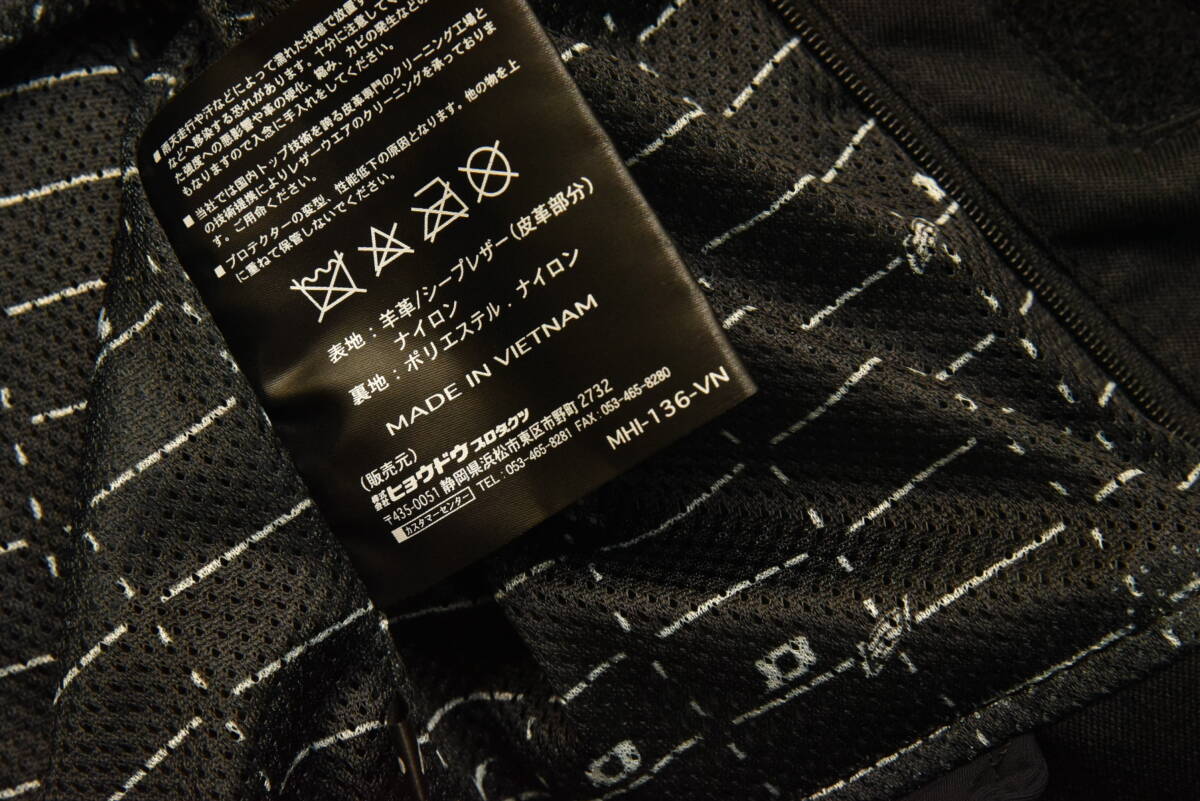 ■雨天走行や汗などによって濡れた状態で放置す
などへ移染する恐れがあります。十分に注意してく
た強度への悪影響や革の硬化、縮み、カビの発生などの
もなりますので入念に手入れをしてください。
■当社では国内トップ技術を誇る皮革専門のクリーニング工場と
の技術提携によりレザーウエアのクリーニングを承っておりま
す。ご用命ください。
■プロテクターの変型、性能低下の原因となります。他の物を上
に重ねて保管しないでください。
表地：羊革/シープレザー(皮革部分)
ナイロン
裏地：ポリエステル．ナイロン
MADE IN VIETNAM
(販売元)
株式会社ヒョウドウプロダクツ
〒435-0051 静岡県浜松市東区市野町2732
■カスタマーセンター TEL:053-465-8281 FAX:053-465-8280
MHI-136-VN